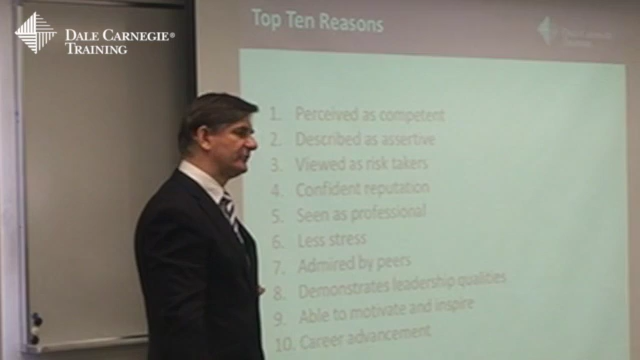 DALE CARNEGIE®
TRAINING
Top Ten Reasons
1. Perceived as competent
2. Described as assertive
3. Viewed as risk takers
4. Confident reputation
5. Seen as professional
6. Less stress
7. Admired by peers
8. Demonstrates leadership qualities
9. Able to motivate and inspire
10. Career advancement